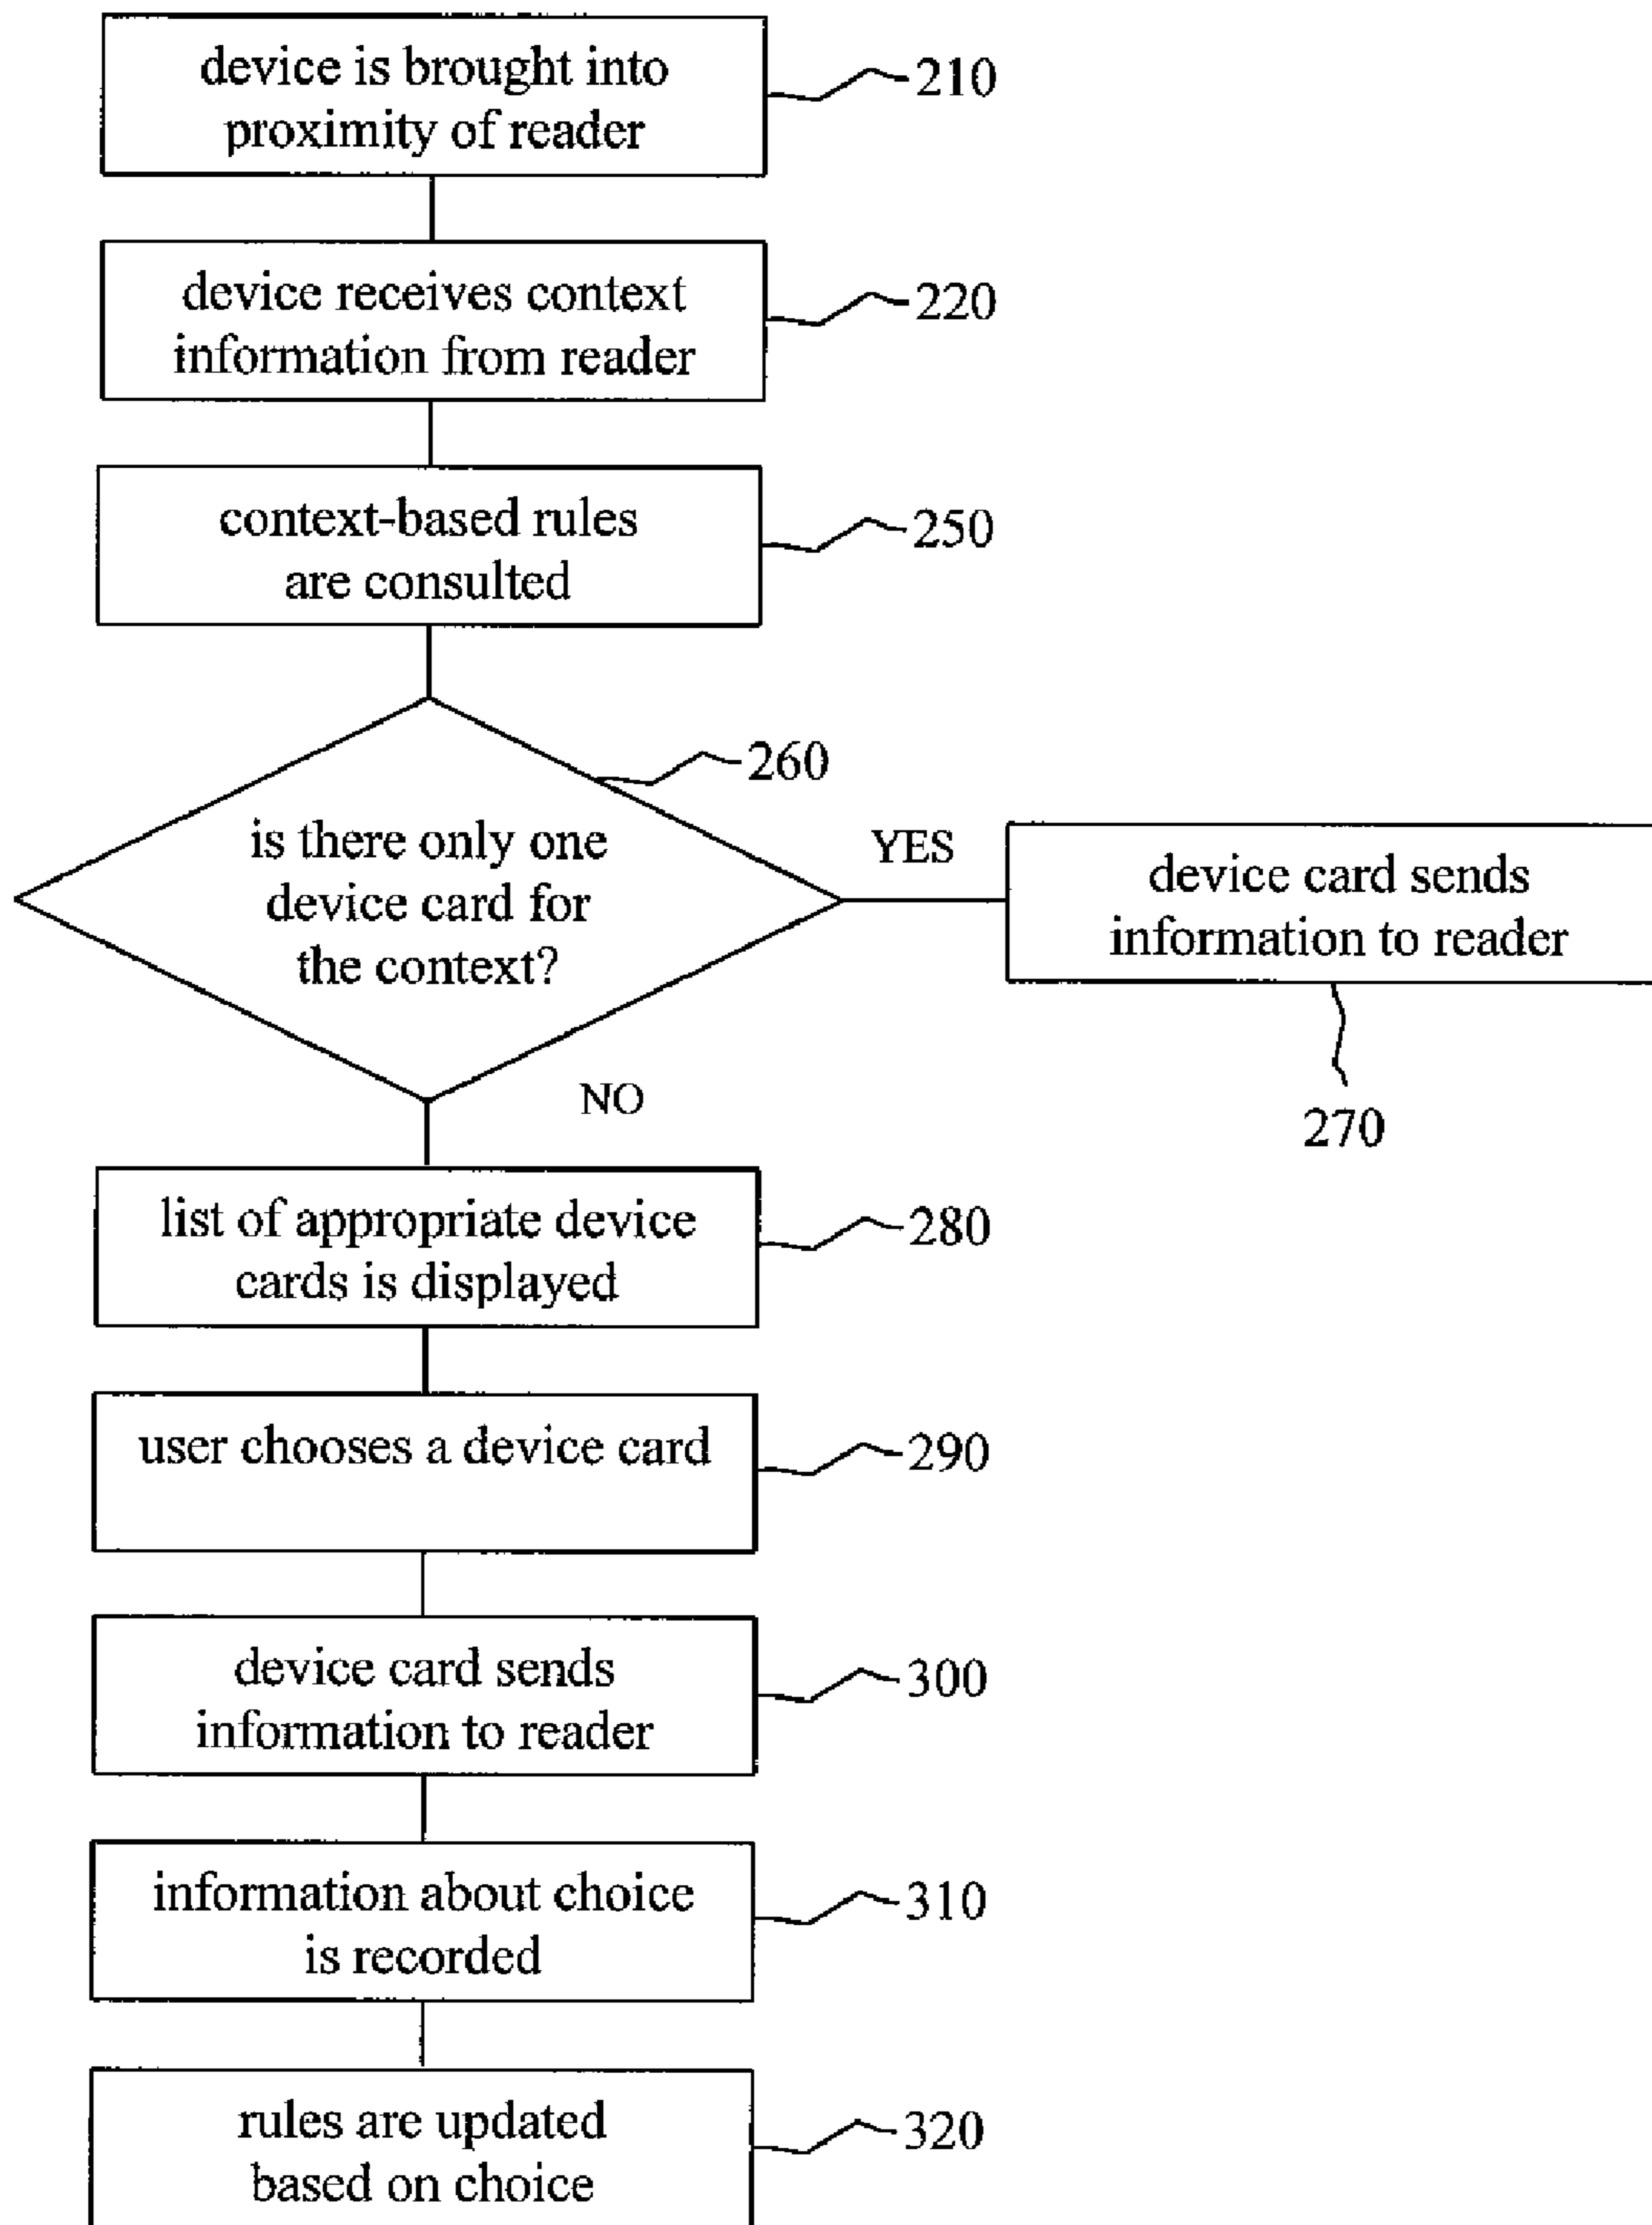 device is brought into
proximity of reader
210
device receives context
information from reader
220
context-based rules
are consulted
250
260
is there only one
device card for
the context?
YES
device card sends
information to reader
270
NO
list of appropriate device
cards is displayed
280
user chooses a device card
290
device card sends
information to reader
300
information about choice
is recorded
310
rules are updated
based on choice
320